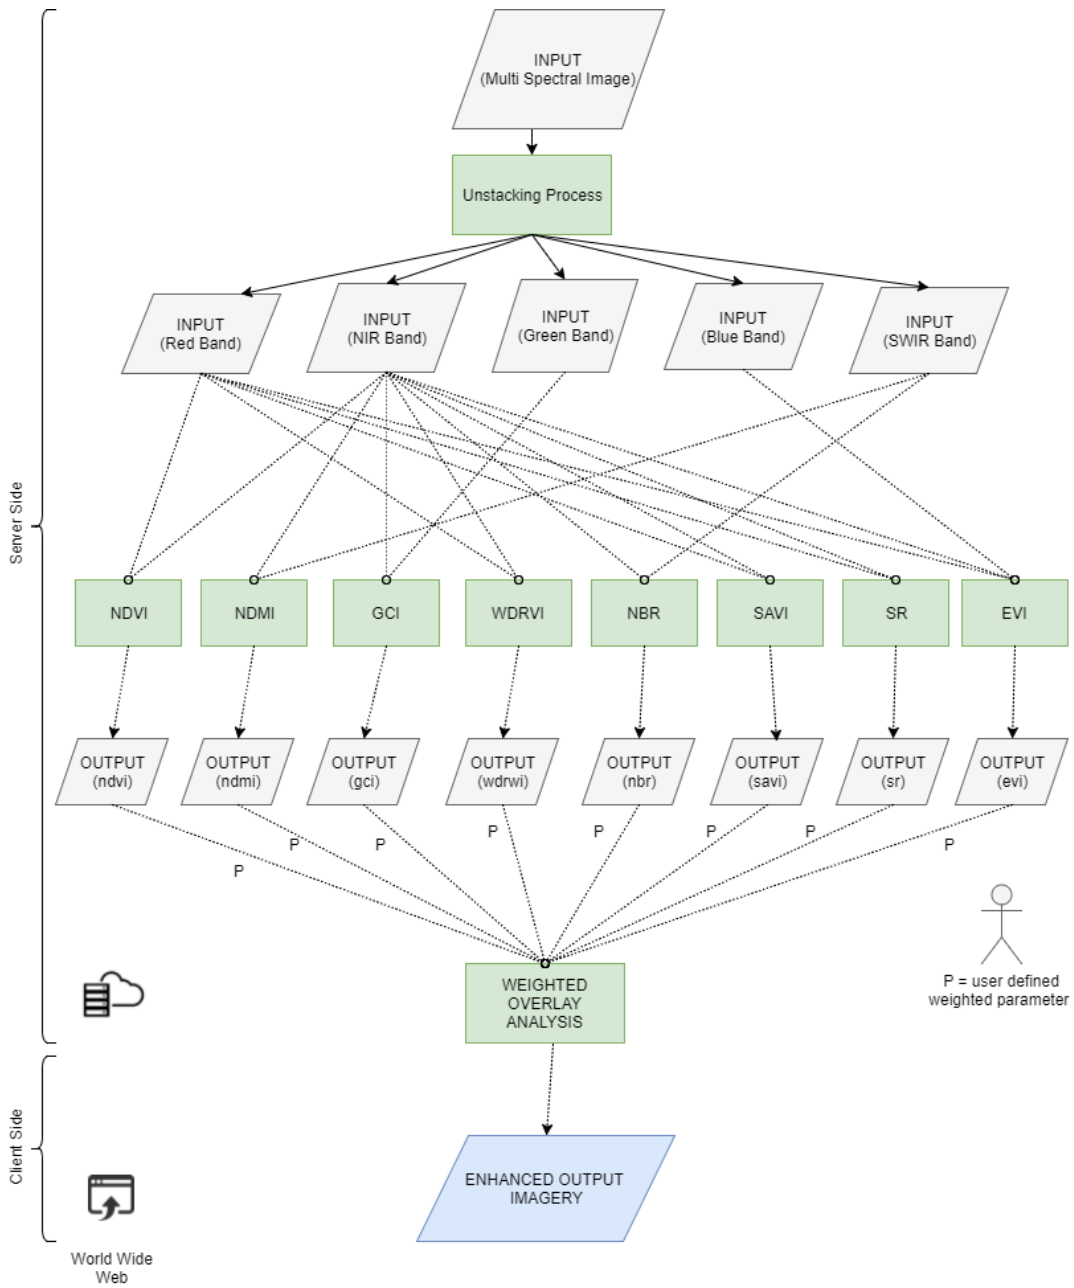 INPUT
(Multi Spectral Image)
Unstacking Process
INPUT
(Red Band)
INPUT
(NIR Band)
INPUT
(Green Band)
INPUT
(Blue Band)
INPUT
(SWIR Band)
Server Side
NDVI
NDMI
GCI
WDRVI
NBR
SAVI
SR
EVI
OUTPUT
(ndvi)
OUTPUT
(ndmi)
OUTPUT
(gci)
OUTPUT
(wdrwi)
OUTPUT
(nbr)
OUTPUT
(savi)
OUTPUT
(sr)
OUTPUT
(evi)
P
P
P
P
P
P
P
P
P = user defined
weighted parameter
WEIGHTED
OVERLAY
ANALYSIS
Client Side
ENHANCED OUTPUT
IMAGERY
World Wide
Web